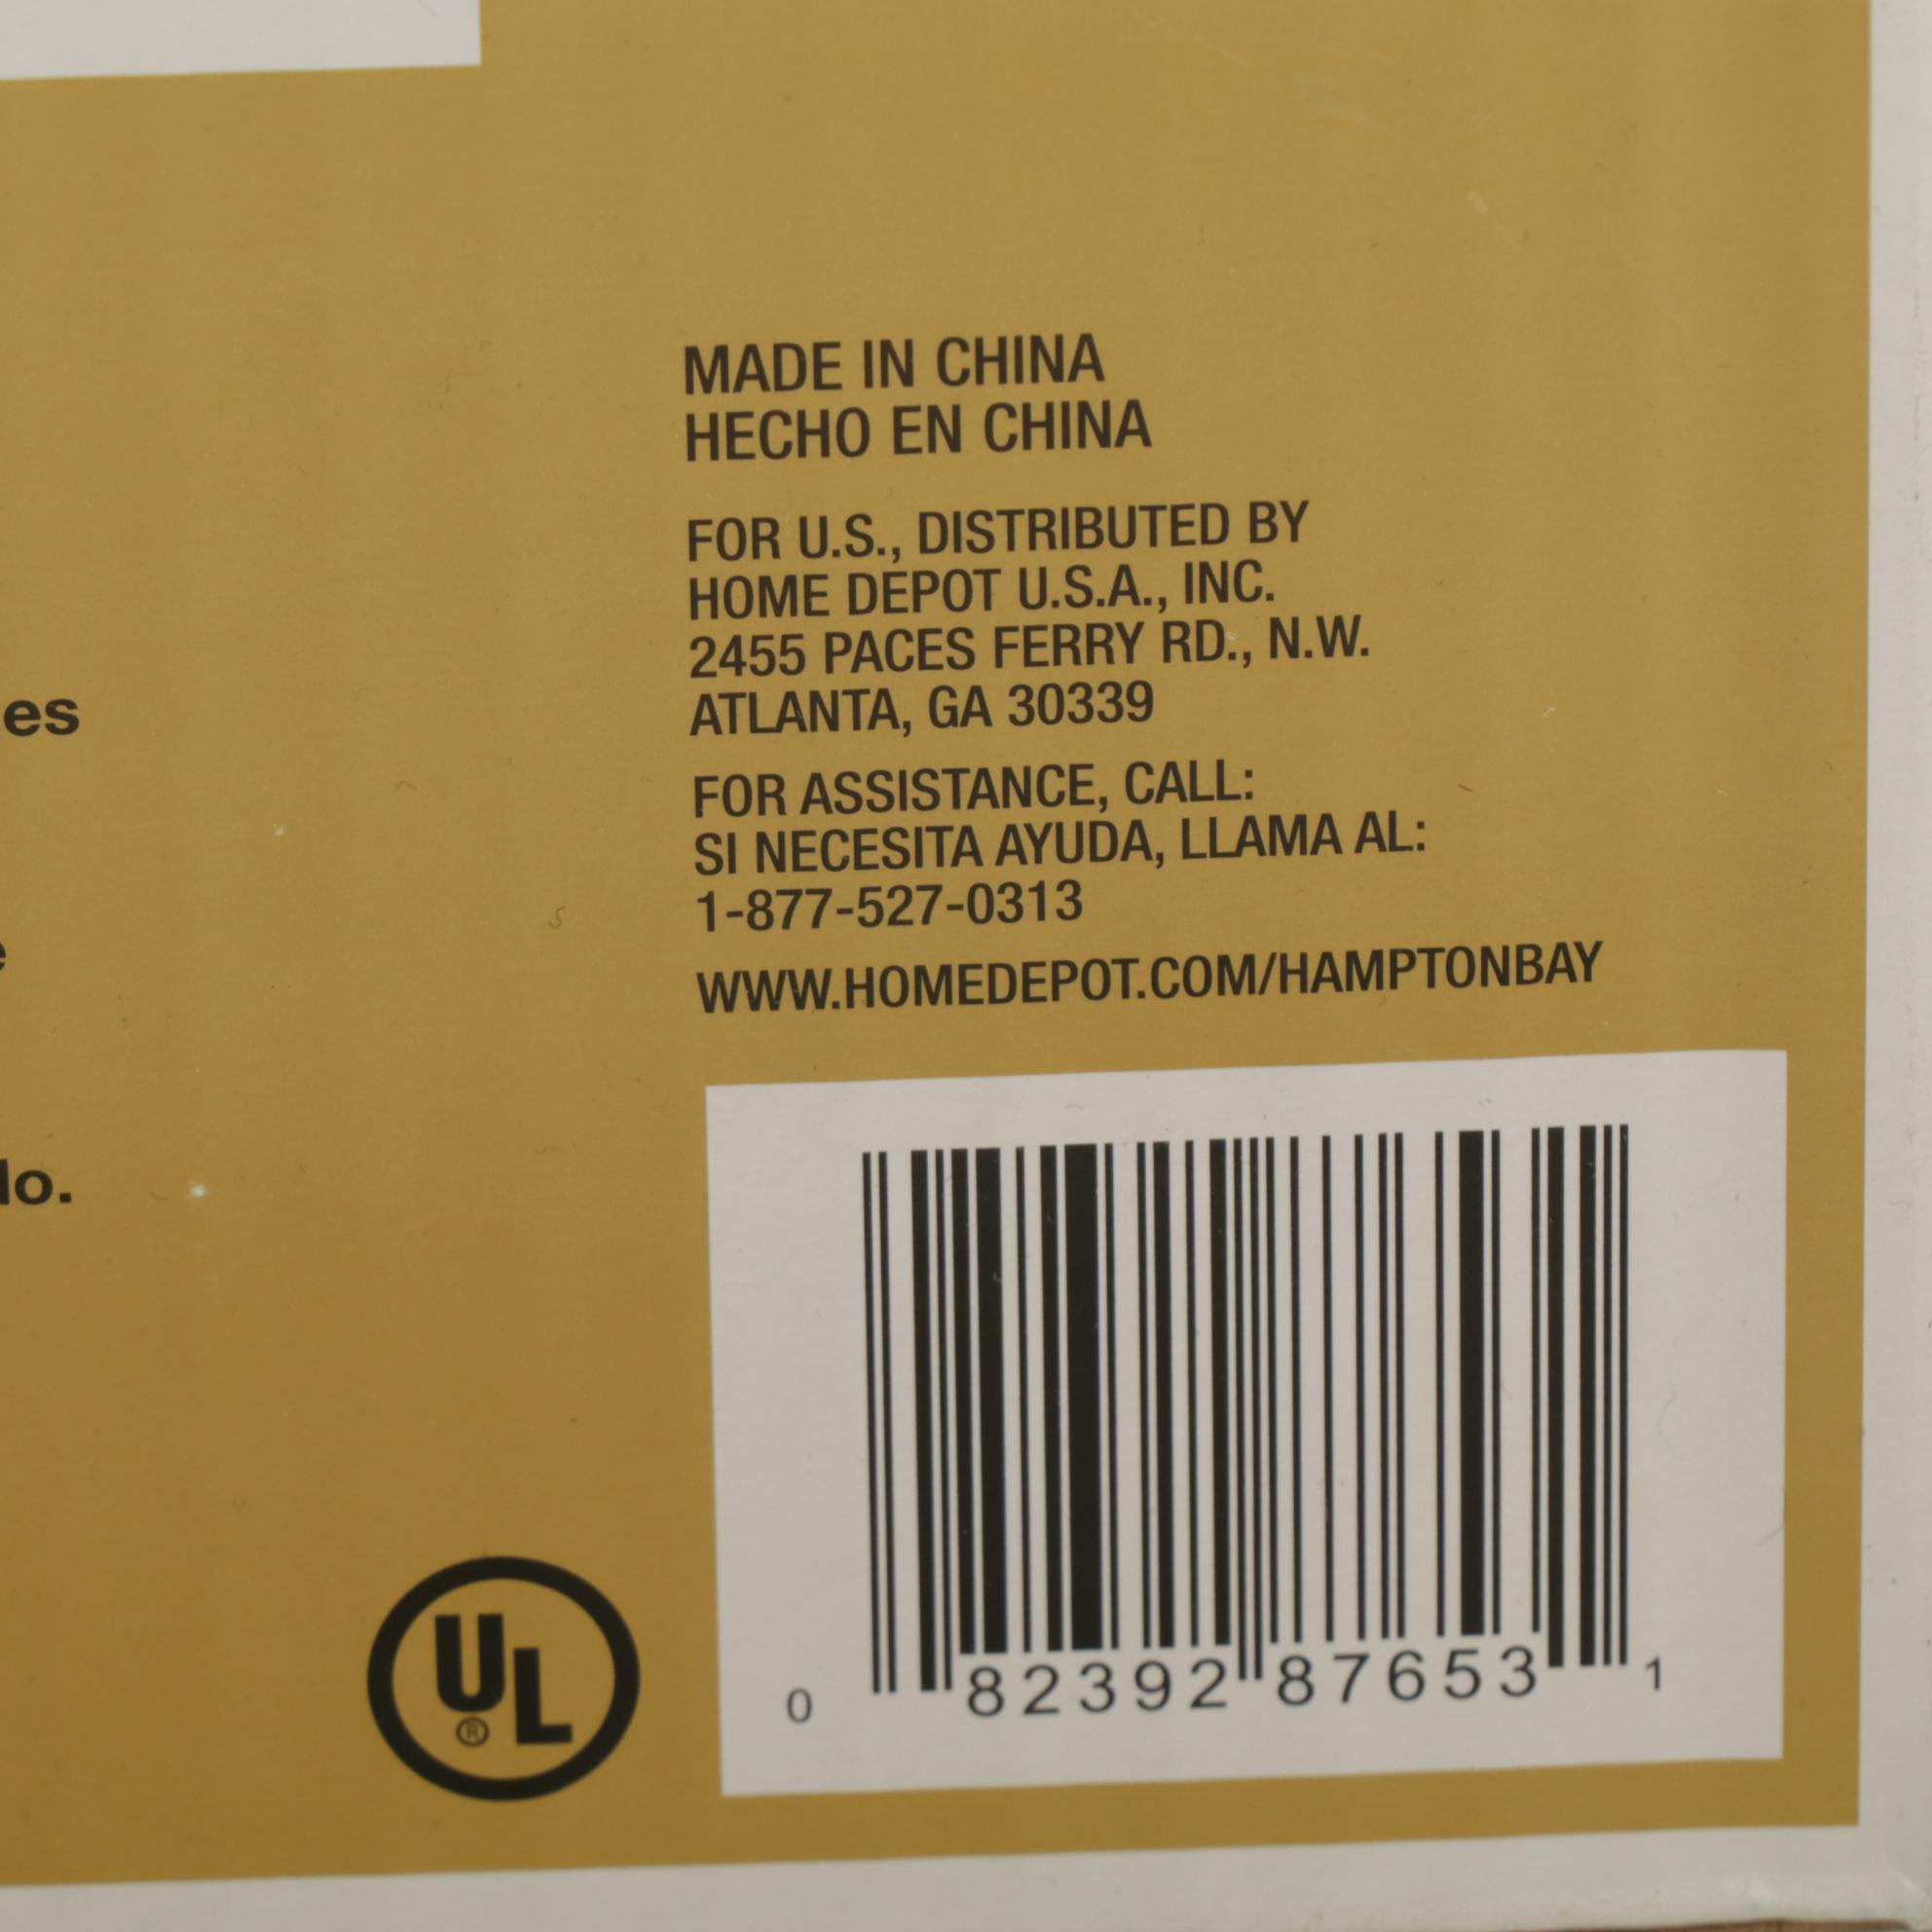 MADE IN CHINA
HECHO EN CHINA
FOR U.S., DISTRIBUTED BY
HOME DEPOT U.S.A., INC.
2455 PACES FERRY RD., N.W.
ATLANTA, GA 30339
FOR ASSISTANCE, CALL:
SI NECESITA AYUDA, LLAMA AL:
1-877-527-0313
WWW.HOMEDEPOT.COM/HAMPTONBAY
es
lo.
UL
®
0 82392 87653 1